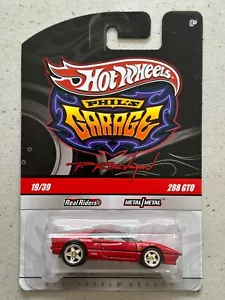 HOT WHEELS
PHIL'S
GARAGE
19/39
288 GTO
Real Riders
METAL/METAL